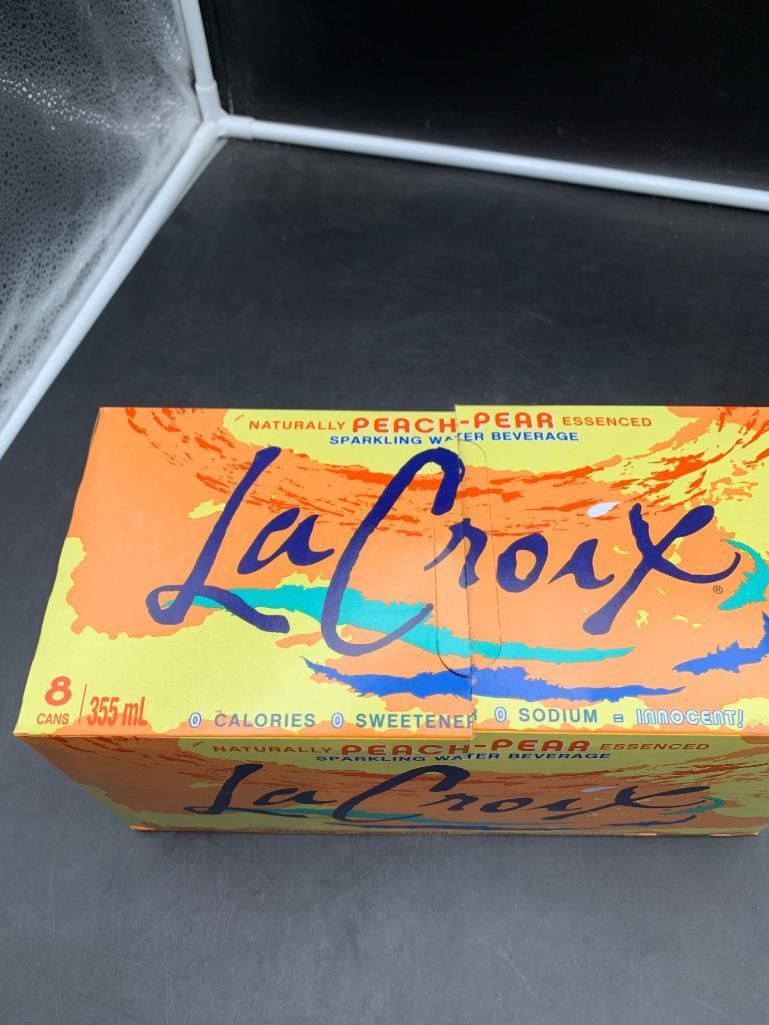 NATURALLY PEACH-PEAR ESSENCED
SPARKLING WATER BEVERAGE
LaCroix®
8 CANS | 355 mL
0 CALORIES 0 SWEETENER 0 SODIUM = INNOCENT!
NATURALLY PEACH-PEAR ESSENCED
SPARKLING WATER BEVERAGE
LaCroix